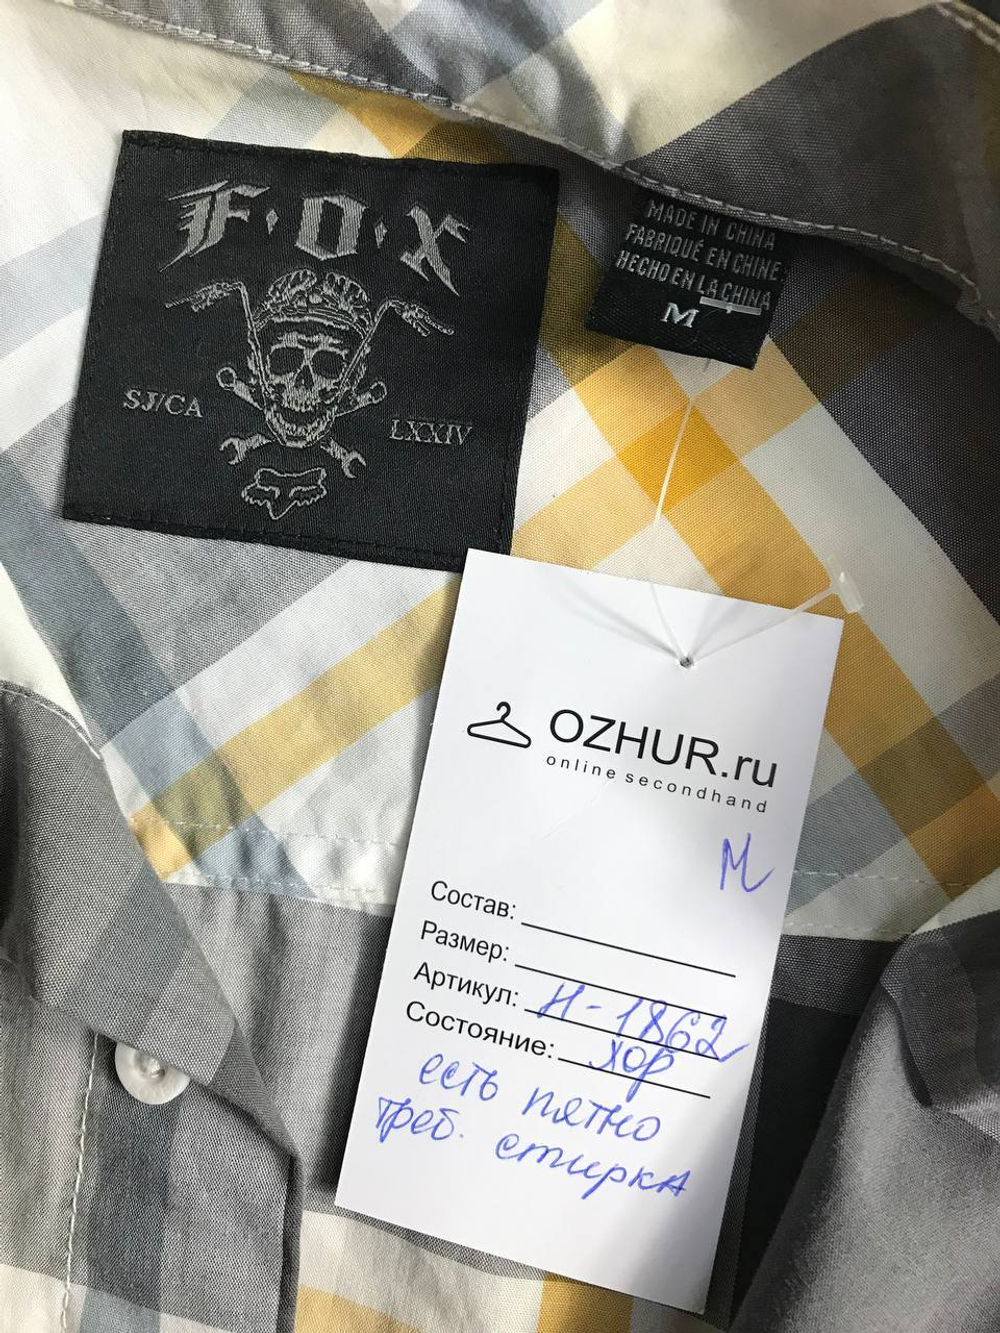 F·O·X
SJ/CA
LXXIV
MADE IN CHINA
FABRIQUÉ EN CHINE
HECHO EN LA CHINA
M
OZHUR.ru
online secondhand
M
Состав:
Размер:
Артикул: Н-1862
Состояние: хор
есть пятно
треб. стирка